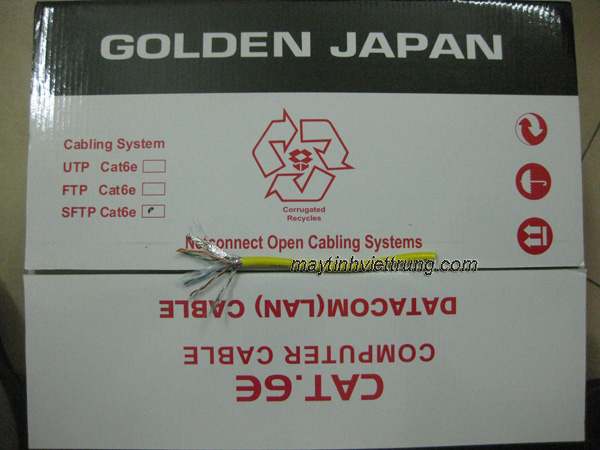 GOLDEN JAPAN
Cabling System
UTP Cat6e
FTP Cat6e
SFTP Cat6e
Corrugated
Recycles
Connect Open Cabling Systems
maytinhviettrung.com
DATACOM(LAN) CABLE
COMPUTER CABLE
CAT.6E